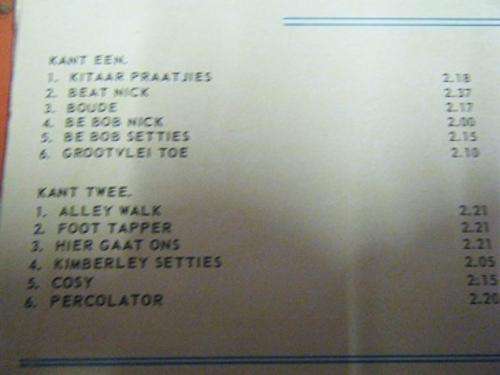 KANT EEN.
1. KITAAR PRAATJIES 2.18
2. BEAT NICK 2.37
3. BOUDE 2.17
4. BE BOB NICK 2.00
5. BE BOB SETTIES 2.15
6. GROOTVLEI TOE 2.10
KANT TWEE.
1. ALLEY WALK 2.21
2. FOOT TAPPER 2.21
3. HIER GAAT ONS 2.21
4. KIMBERLEY SETTIES 2.05
5. COSY 2:15
6. PERCOLATOR 2.20